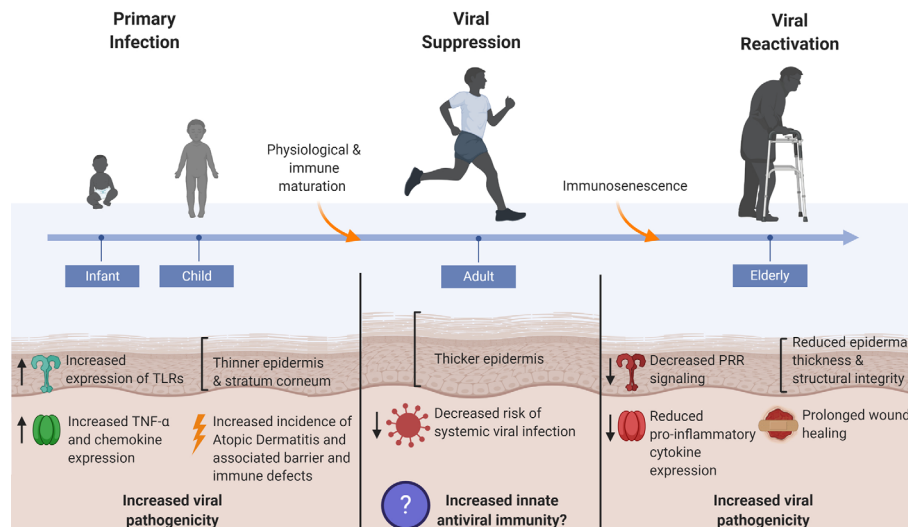 Primary
Infection
Viral
Suppression
Viral
Reactivation
Physiological &
immune
maturation
Immunosenescence
Infant
Child
Adult
Elderly
Increased
expression of TLRs
Thinner epidermis
& stratum corneum
Increased TNF-α
and chemokine
expression
Increased incidence of
Atopic Dermatitis and
associated barrier and
immune defects
Increased viral
pathogenicity
Thicker epidermis
Decreased risk of
systemic viral infection
?
Increased innate
antiviral immunity?
Decreased PRR
signaling
Reduced epiderma
thickness &
structural integrity
Reduced
pro-inflammatory
cytokine
expression
Prolonged wound
healing
Increased viral
pathogenicity